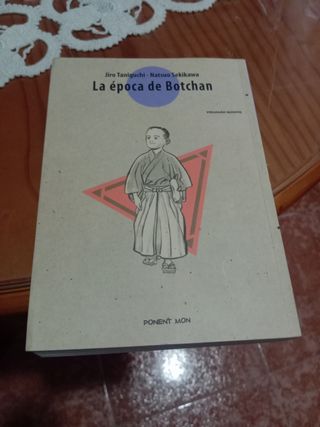 Jiro Taniguchi · Natsuo Sekikawa
La época de Botchan
PONENT MON